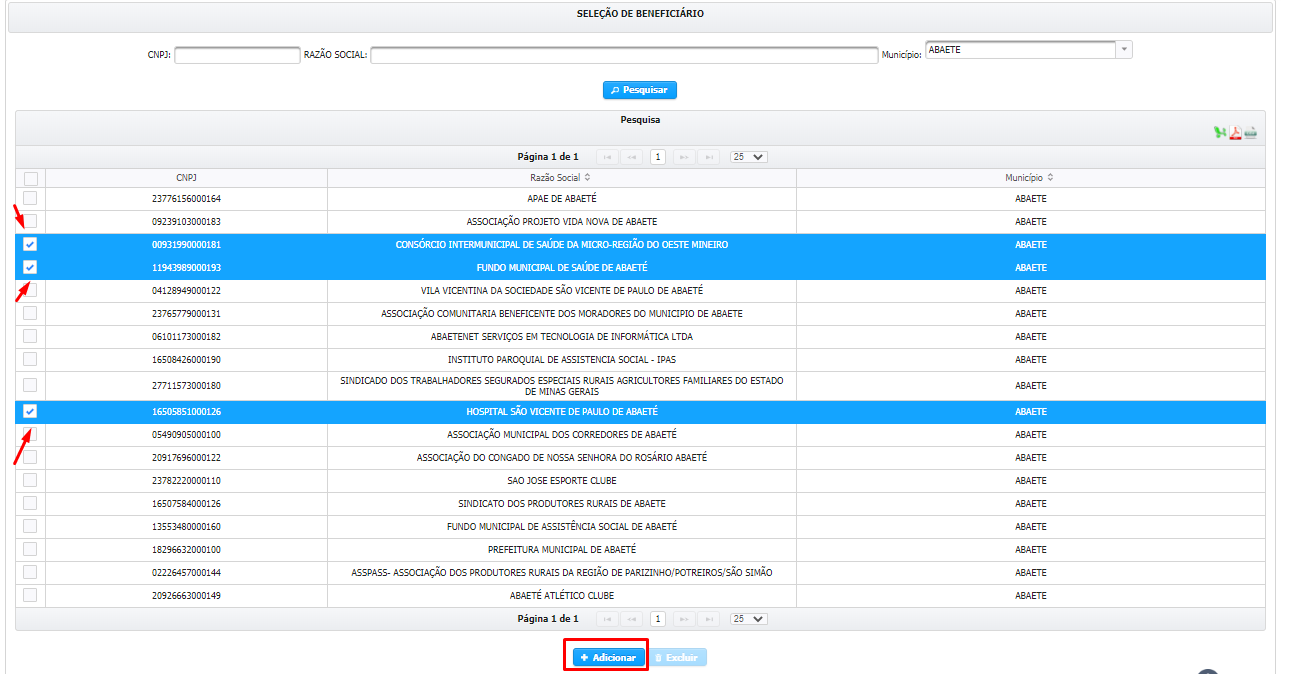 SELEÇÃO DE BENEFICIÁRIO
CNPJ: RAZÃO SOCIAL: Município: ABAETE
Pesquisar
Pesquisa
Página 1 de 1 1 25
CNPJ Razão Social Município
23776156000164 APAE DE ABAETÉ ABAETE
09239103000183 ASSOCIAÇÃO PROJETO VIDA NOVA DE ABAETE ABAETE
00931990000181 CONSÓRCIO INTERMUNICIPAL DE SAÚDE DA MICRO-REGIÃO DO OESTE MINEIRO ABAETE
11943989000193 FUNDO MUNICIPAL DE SAÚDE DE ABAETÉ ABAETE
04128949000122 VILA VICENTINA DA SOCIEDADE SÃO VICENTE DE PAULO DE ABAETÉ ABAETE
23765779000131 ASSOCIAÇÃO COMUNITARIA BENEFICENTE DOS MORADORES DO MUNICIPIO DE ABAETE ABAETE
06101173000182 ABAETENET SERVIÇOS EM TECNOLOGIA DE INFORMÁTICA LTDA ABAETE
16508426000190 INSTITUTO PAROQUIAL DE ASSISTENCIA SOCIAL - IPAS ABAETE
27711573000180 SINDICADO DOS TRABALHADORES SEGURADOS ESPECIAIS RURAIS AGRICULTORES FAMILIARES DO ESTADO
DE MINAS GERAIS ABAETE
16505851000126 HOSPITAL SÃO VICENTE DE PAULO DE ABAETÉ ABAETE
05490905000100 ASSOCIAÇÃO MUNICIPAL DOS CORREDORES DE ABAETÉ ABAETE
20917696000122 ASSOCIAÇÃO DO CONGADO DE NOSSA SENHORA DO ROSÁRIO ABAETÉ ABAETE
23782220000110 SAO JOSE ESPORTE CLUBE ABAETE
16507584000126 SINDICATO DOS PRODUTORES RURAIS DE ABAETE ABAETE
13553480000160 FUNDO MUNICIPAL DE ASSISTÊNCIA SOCIAL DE ABAETÉ ABAETE
18296632000100 PREFEITURA MUNICIPAL DE ABAETÉ ABAETE
02226457000144 ASSPASS- ASSOCIAÇÃO DOS PRODUTORES RURAIS DA REGIÃO DE PARIZINHO/POTREIROS/SÃO SIMÃO ABAETE
20926663000149 ABAETÉ ATLÉTICO CLUBE ABAETE
Página 1 de 1 1 25
Adicionar Excluir